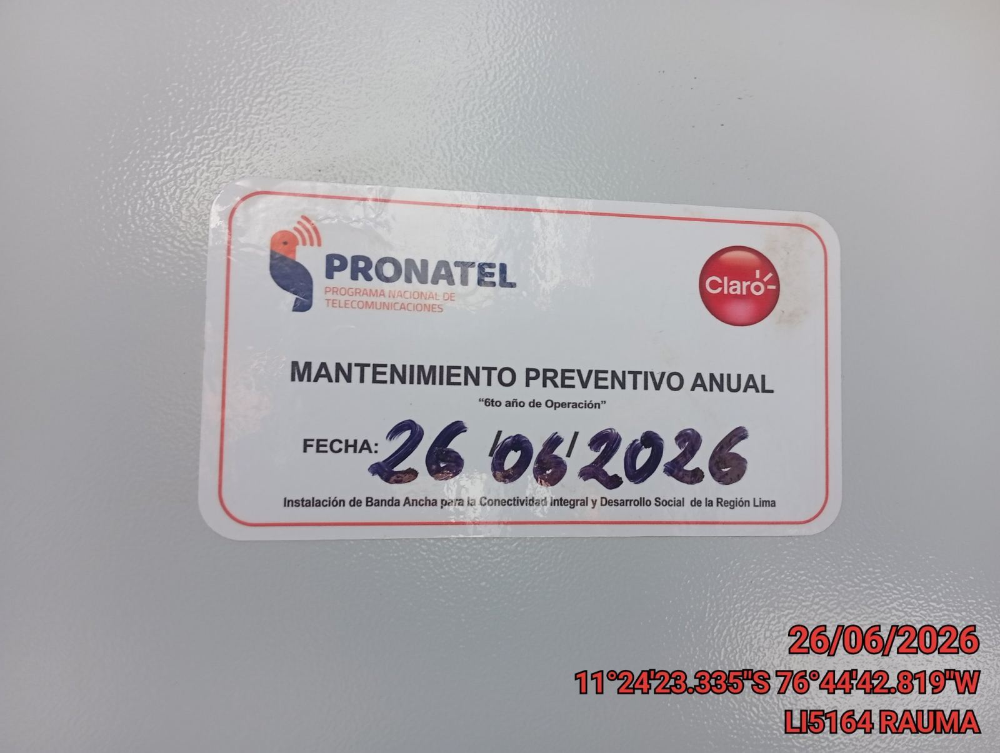 PRONATEL
PROGRAMA NACIONAL DE
TELECOMUNICACIONES
Claro
MANTENIMIENTO PREVENTIVO ANUAL
“6to año de Operación”
FECHA: 26/06/2026
Instalación de Banda Ancha para la Conectividad Integral y Desarrollo Social de la Región Lima
26/06/2026
11°24'23.335"S 76°44'42.819"W
LI5164 RAUMA